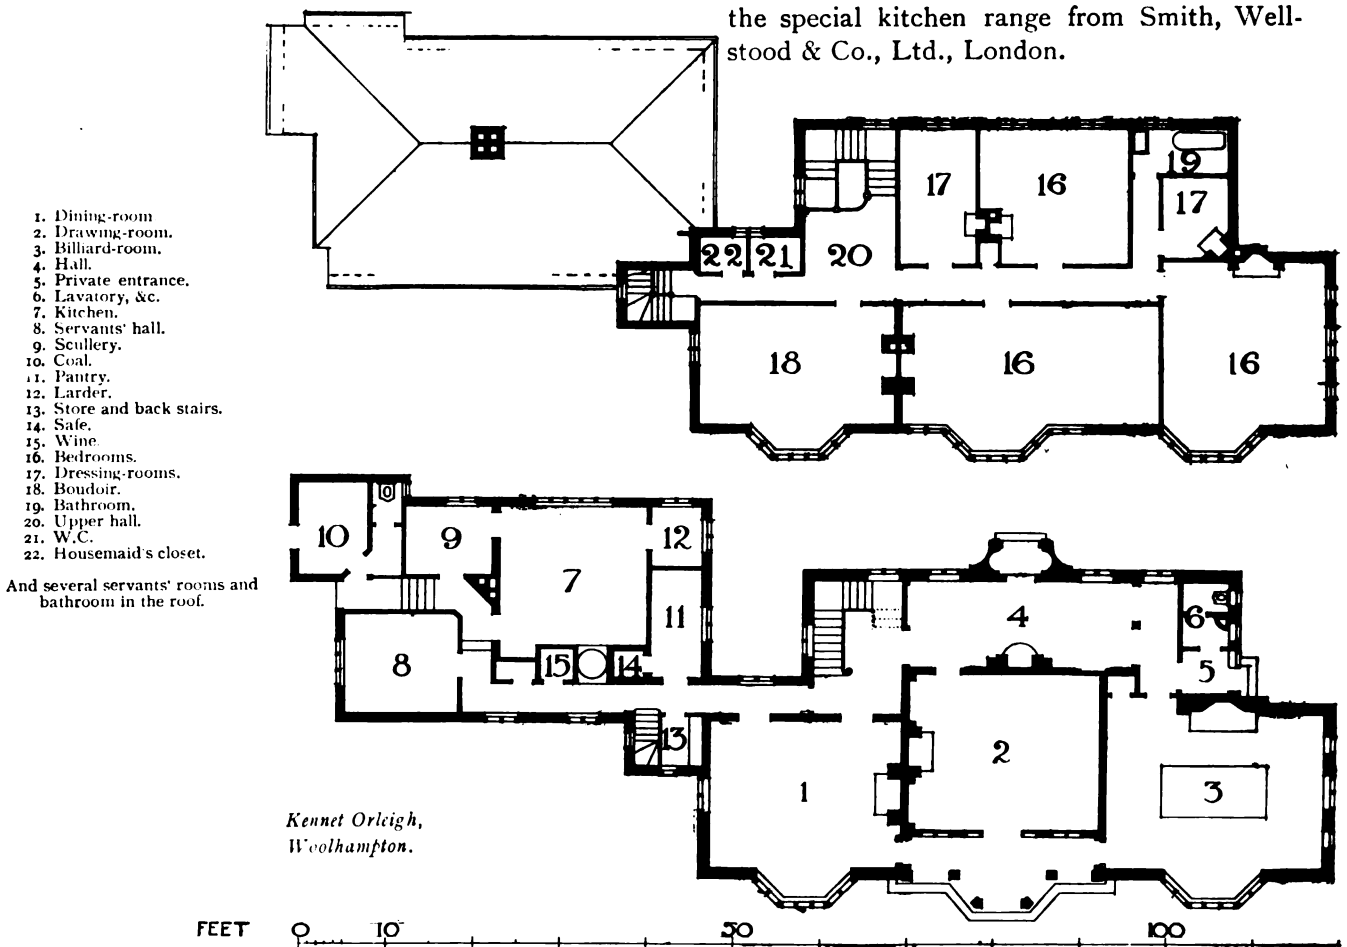 the special kitchen range from Smith, Well-
stood & Co., Ltd., London.
1. Dining-room
2. Drawing-room.
3. Billiard-room.
4. Hall.
5. Private entrance.
6. Lavatory, &c.
7. Kitchen.
8. Servants' hall.
9. Scullery.
10. Coal.
11. Pantry.
12. Larder.
13. Store and back stairs.
14. Safe.
15. Wine.
16. Bedrooms.
17. Dressing-rooms.
18. Boudoir.
19. Bathroom.
20. Upper hall.
21. W.C.
22. Housemaid's closet.
And several servants' rooms and
bathroom in the roof.
17 16 19
17
22 21 20
18 16 16
10 9 7 12
11
8 15 14
13
4 6
5
1 2 3
Kennet Orleigh,
Woolhampton.
FEET 0 10 50 100